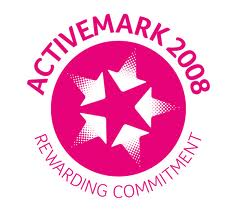 ACTIVEMARK 2008
REWARDING COMMITMENT